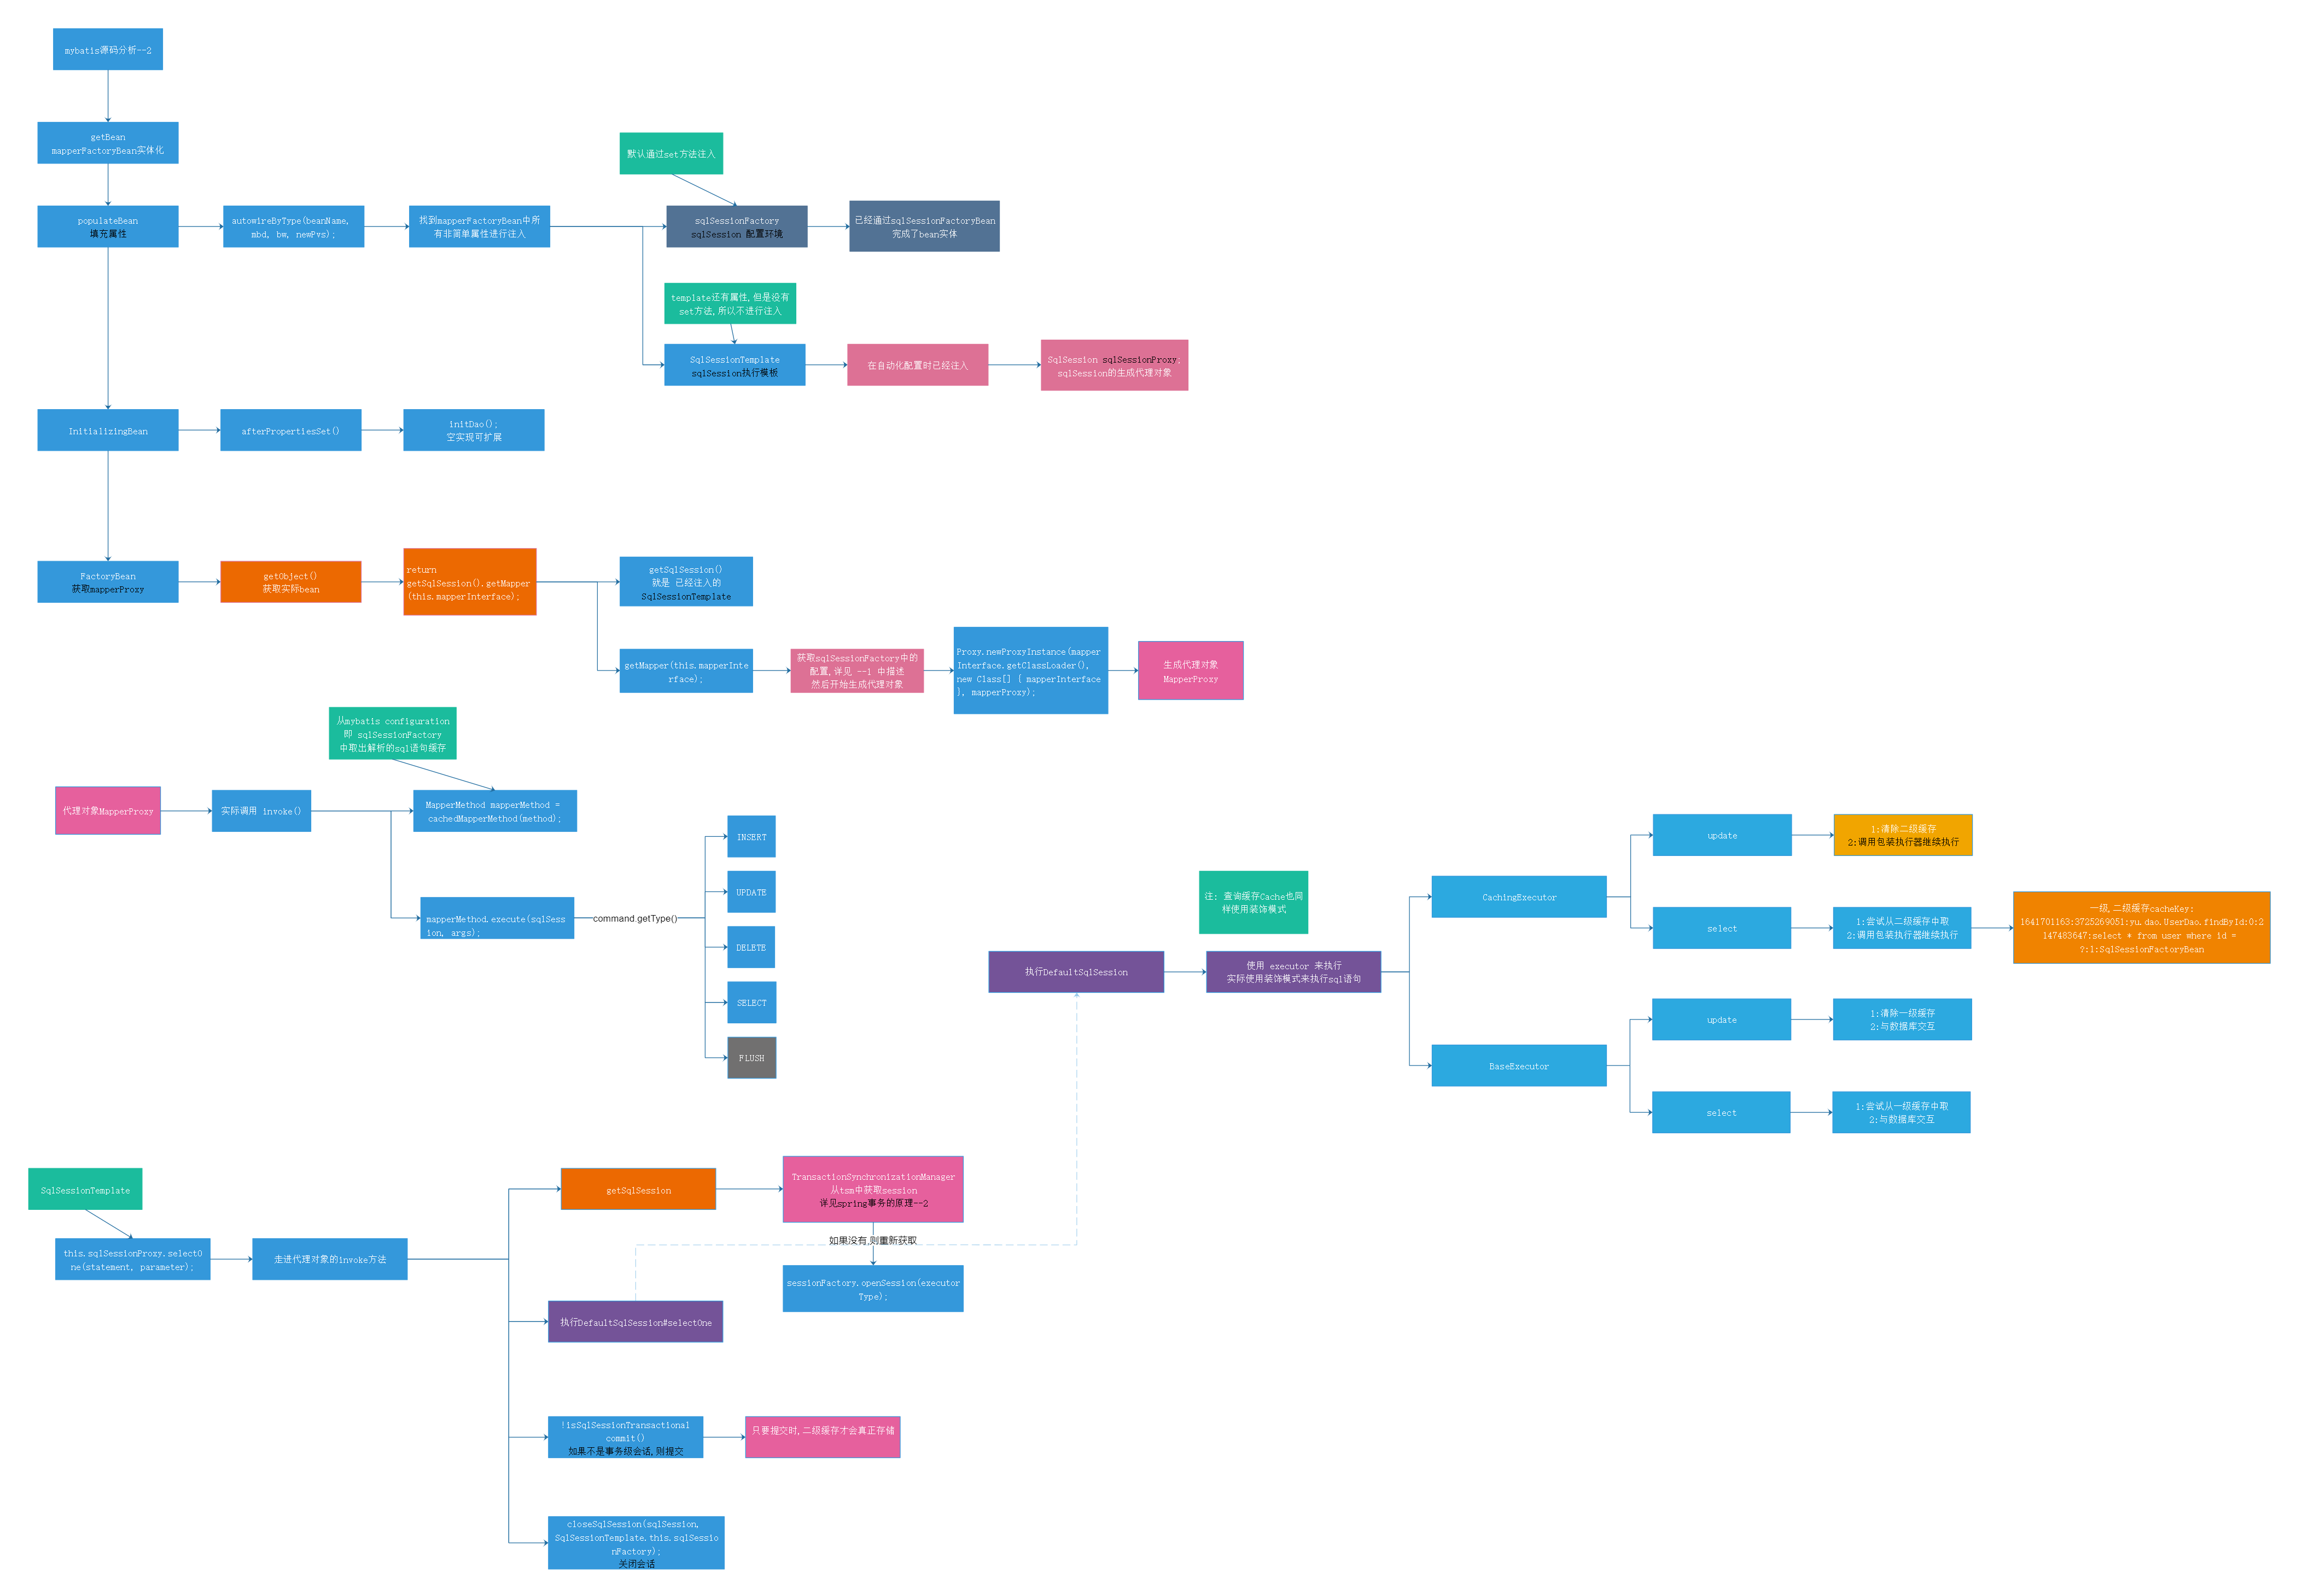 mybatis源码分析--2
getBean
mapperFactoryBean实体化
populateBean
填充属性
autowireByType(beanName,
mbd, bw, newPvs);
找到mapperFactoryBean中所
有非简单属性进行注入
默认通过set方法注入
sqlSessionFactory
sqlSession 配置环境
已经通过sqlSessionFactoryBean
完成了bean实体
template还有属性,但是没有
set方法,所以不进行注入
SqlSessionTemplate
sqlSession执行模板
在自动化配置时已经注入
SqlSession sqlSessionProxy;
sqlSession的生成代理对象
InitializingBean
afterPropertiesSet()
initDao();
空实现可扩展
FactoryBean
获取mapperProxy
getObject()
获取实际bean
return
getSqlSession().getMapper
(this.mapperInterface);
getSqlSession()
就是 已经注入的
SqlSessionTemplate
getMapper(this.mapperInte
rface);
获取sqlSessionFactory中的
配置,详见 --1 中描述
然后开始生成代理对象
Proxy.newProxyInstance(mapper
Interface.getClassLoader(),
new Class[] { mapperInterface
}, mapperProxy);
生成代理对象
MapperProxy
从mybatis configuration
即 sqlSessionFactory
中取出解析的sql语句缓存
代理对象MapperProxy
实际调用 invoke()
MapperMethod mapperMethod =
cachedMapperMethod(method);
mapperMethod.execute(sqlSess
ion, args);
command.getType()
INSERT
UPDATE
DELETE
SELECT
FLUSH
注: 查询缓存Cache也同
样使用装饰模式
执行DefaultSqlSession
使用 executor 来执行
实际使用装饰模式来执行sql语句
CachingExecutor
update
1:清除二级缓存
2:调用包装执行器继续执行
select
1:尝试从二级缓存中取
2:调用包装执行器继续执行
一级,二级缓存cacheKey:
1641701163:3725269051:yu.dao.UserDao.findById:0:2
147483647:select * from user where id =
?:1:SqlSessionFactoryBean
BaseExecutor
update
1:清除一级缓存
2:与数据库交互
select
1:尝试从一级缓存中取
2:与数据库交互
SqlSessionTemplate
this.sqlSessionProxy.selectO
ne(statement, parameter);
走进代理对象的invoke方法
getSqlSession
TransactionSynchronizationManager
从tsm中获取session
详见spring事务的原理--2
如果没有,则重新获取
sessionFactory.openSession(executor
Type);
执行DefaultSqlSession#selectOne
!isSqlSessionTransactional
commit()
如果不是事务级会话,则提交
只要提交时,二级缓存才会真正存储
closeSqlSession(sqlSession,
SqlSessionTemplate.this.sqlSessio
nFactory);
关闭会话